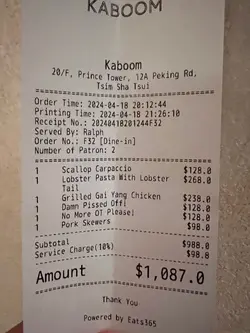 KABOOM
Kaboom
20/F, Prince Tower, 12A Peking Rd,
Tsim Sha Tsui
Order Time: 2024-04-18 20:12:44
Printing Time: 2024-04-18 21:26:10
Receipt No.: 20240418201244F32
Served By: Ralph
Order No.: F32 [Dine-in]
Number of Patron: 2
1 Scallop Carpaccio $128.0
1 Lobster Pasta With Lobster $268.0
Tail
1 Grilled Gai Yang Chicken $238.0
1 Damn Pissed Off! $128.0
1 No More OT Please! $128.0
1 Pork Skewers $98.0
Subtotal $988.0
Service Charge(10%) $98.8
Amount $1,087.0
Thank You
Powered by Eats365